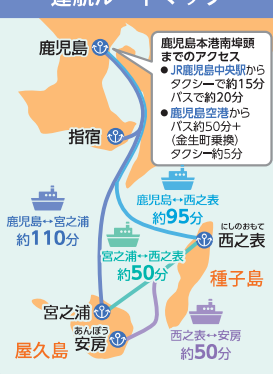 運航ルートマップ
鹿児島
鹿児島本港南埠頭
までのアクセス
● JR鹿児島中央駅から
タクシーで約15分
バスで約20分
● 鹿児島空港から
バス約50分+
(金生町乗換)
タクシー約5分
指宿
鹿児島↔西之表
約95分
鹿児島↔宮之浦
約110分
にしのおもて
西之表
宮之浦↔西之表
約50分
種子島
宮之浦
あんぼう
安房
屋久島
西之表↔安房
約50分